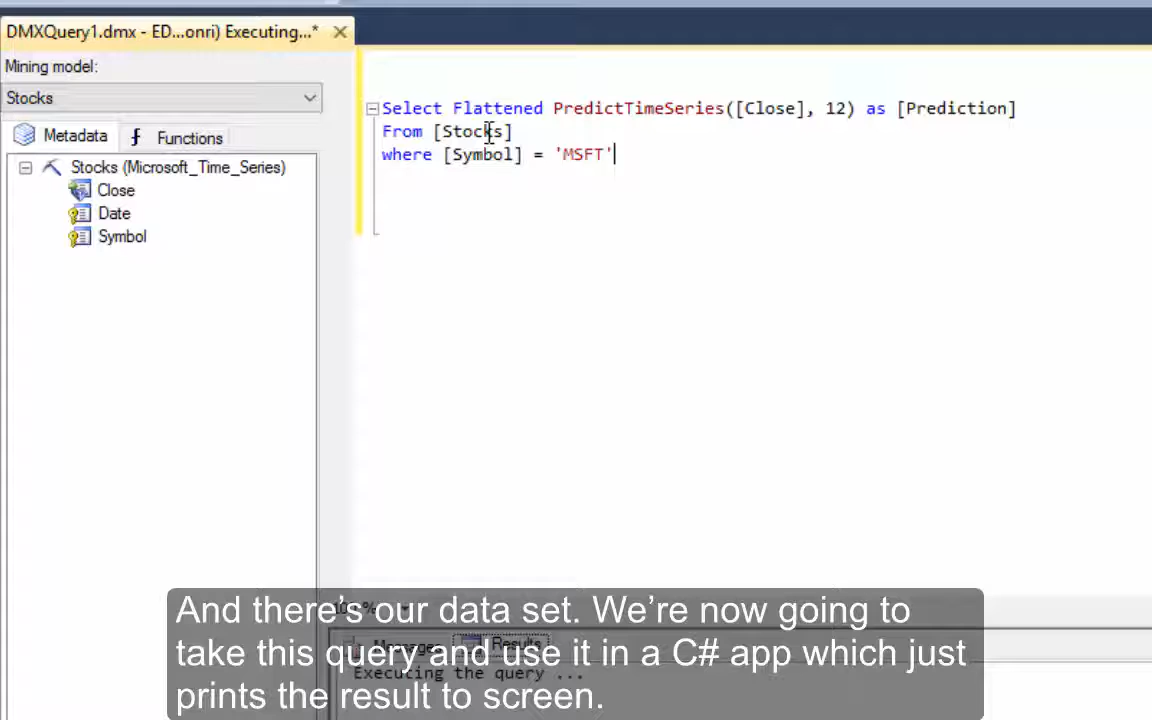 DMXQuery1.dmx - ED...onri) Executing...*
Mining model:
Stocks
Metadata
Functions
Stocks (Microsoft_Time_Series)
Close
Date
Symbol
Select Flattened PredictTimeSeries([Close], 12) as [Prediction]
From [Stocks]
where [Symbol] = 'MSFT'
Messages
Results
Executing the query ...
And there's our data set. We're now going to
take this query and use it in a C# app which just
prints the result to screen.